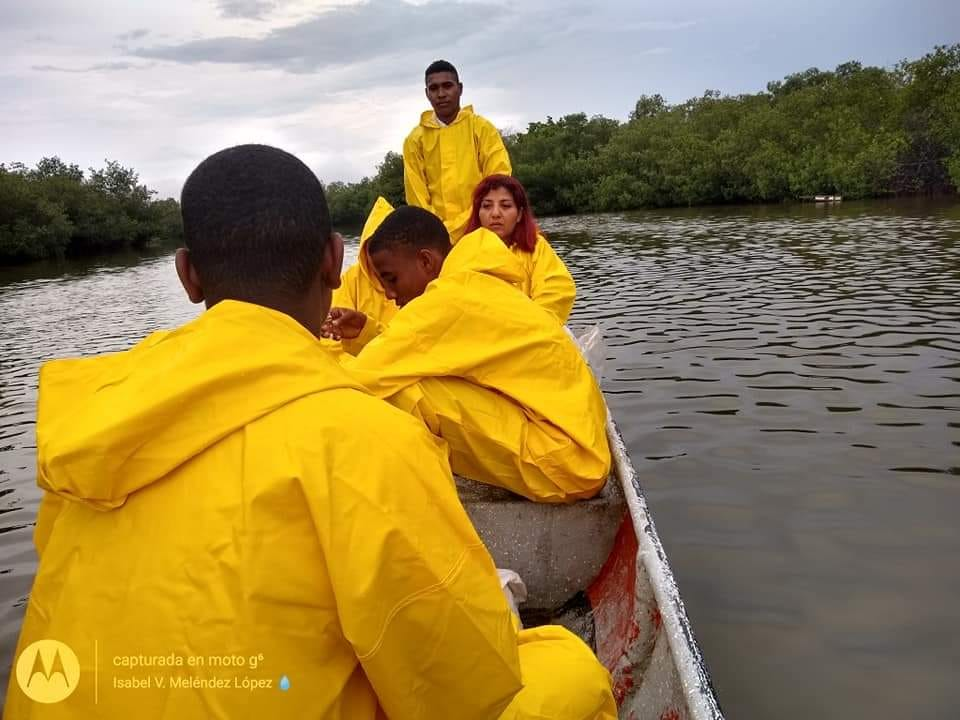 capturada en moto g⁶
Isabel V. Meléndez López 💧